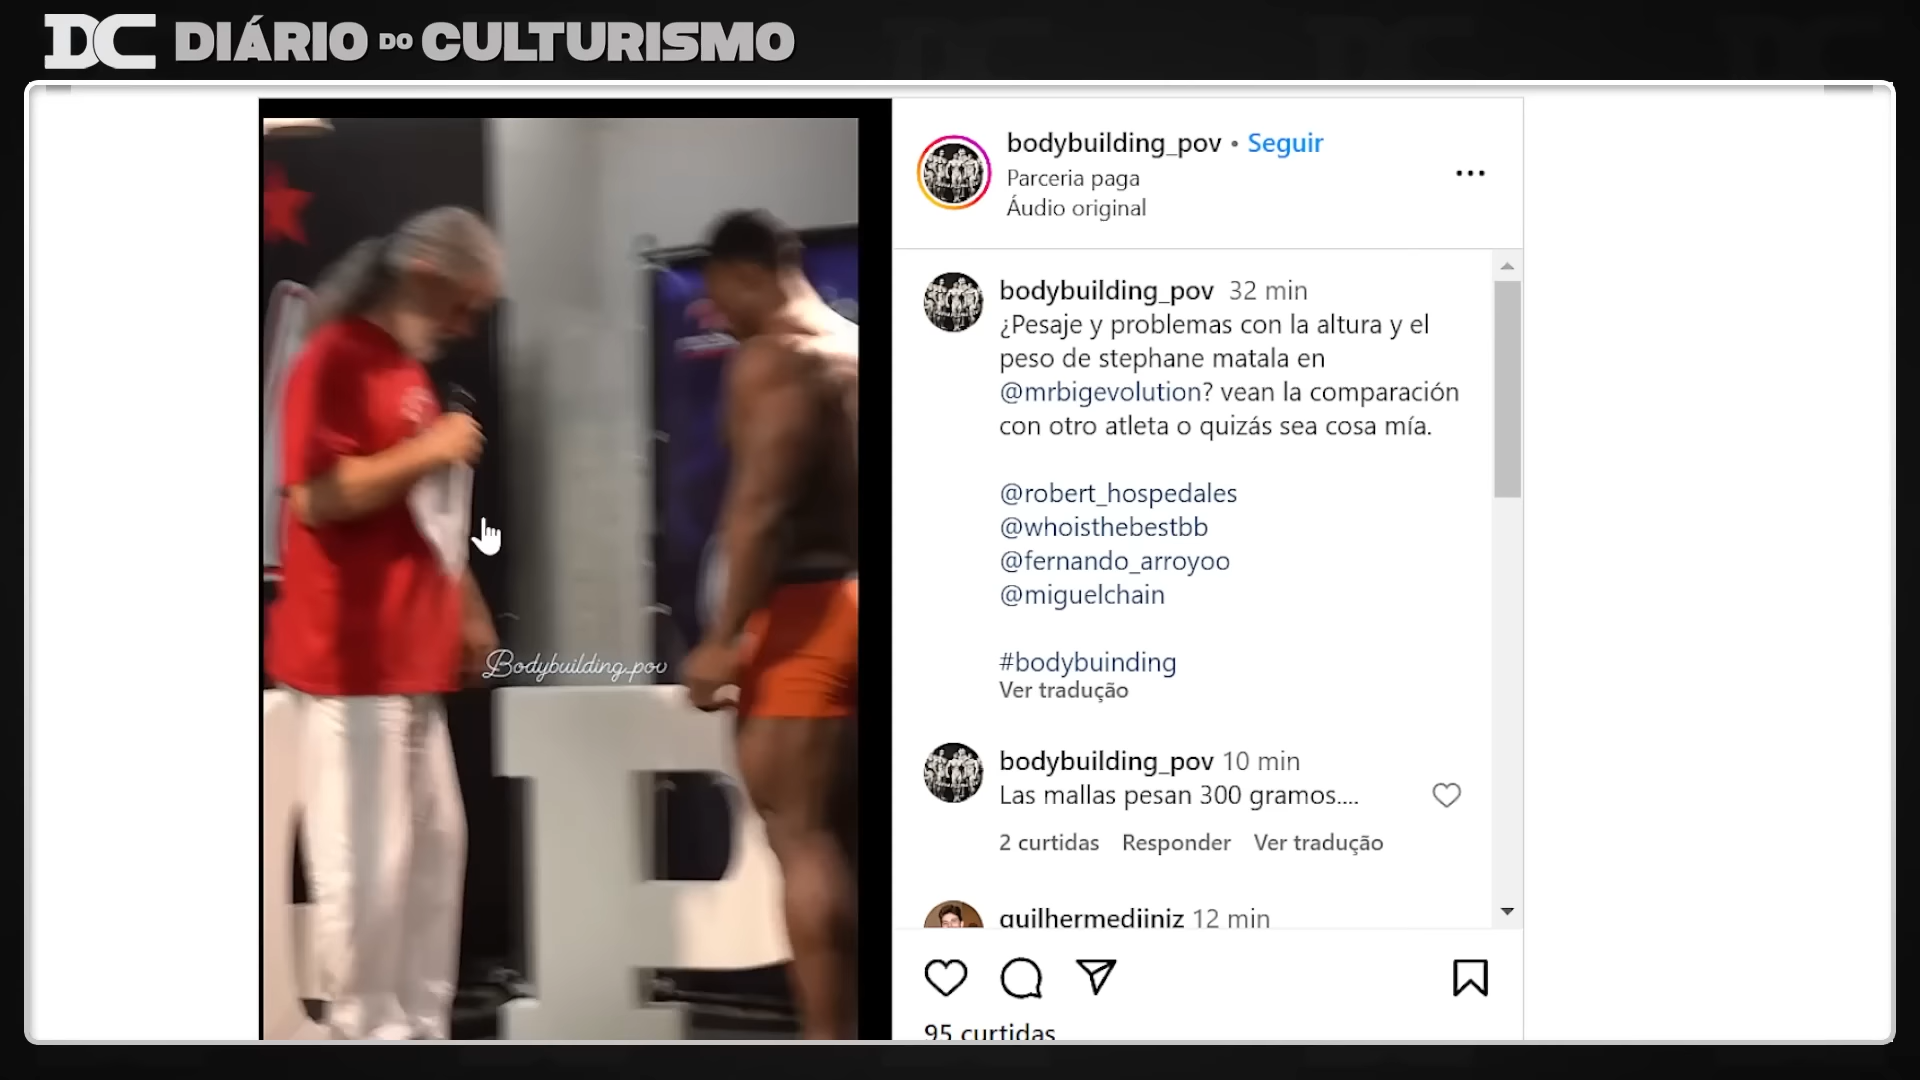 DC DIÁRIO DO CULTURISMO
bodybuilding_pov • Seguir
Parceria paga
Áudio original
bodybuilding_pov 32 min
¿Pesaje y problemas con la altura y el
peso de stephane matala en
@mrbigevolution? vean la comparación
con otro atleta o quizás sea cosa mía.
@robert_hospedales
@whoisthebestbb
@fernando_arroyoo
@miguelchain
#bodybuinding
Ver tradução
bodybuilding_pov 10 min
Las mallas pesan 300 gramos....
2 curtidas Responder Ver tradução
guilhermediiniz 12 min
95 curtidas
Bodybuilding_pov